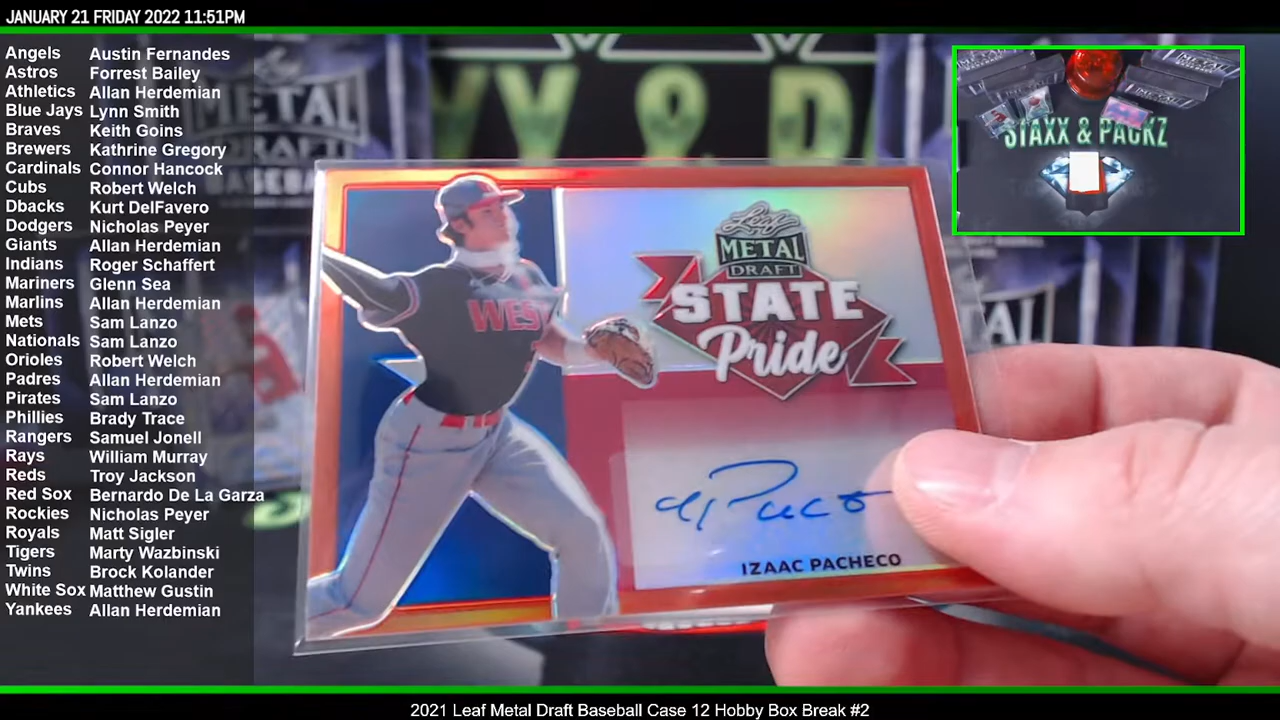 JANUARY 21 FRIDAY 2022 11:51PM
Angels Austin Fernandes
Astros Forrest Bailey
Athletics Allan Herdemian
Blue Jays Lynn Smith
Braves Keith Goins
Brewers Kathrine Gregory
Cardinals Connor Hancock
Cubs Robert Welch
Dbacks Kurt DelFavero
Dodgers Nicholas Peyer
Giants Allan Herdemian
Indians Roger Schaffert
Mariners Glenn Sea
Marlins Allan Herdemian
Mets Sam Lanzo
Nationals Sam Lanzo
Orioles Robert Welch
Padres Allan Herdemian
Pirates Sam Lanzo
Phillies Brady Trace
Rangers Samuel Jonell
Rays William Murray
Reds Troy Jackson
Red Sox Bernardo De La Garza
Rockies Nicholas Peyer
Royals Matt Sigler
Tigers Marty Wazbinski
Twins Brock Kolander
White Sox Matthew Gustin
Yankees Allan Herdemian
METAL
DRAFT
BASEBA
Leaf
METAL
DRAFT
STATE
Pride
WEST
IZAAC PACHECO
STAXX & PACKZ
2021 Leaf Metal Draft Baseball Case 12 Hobby Box Break #2